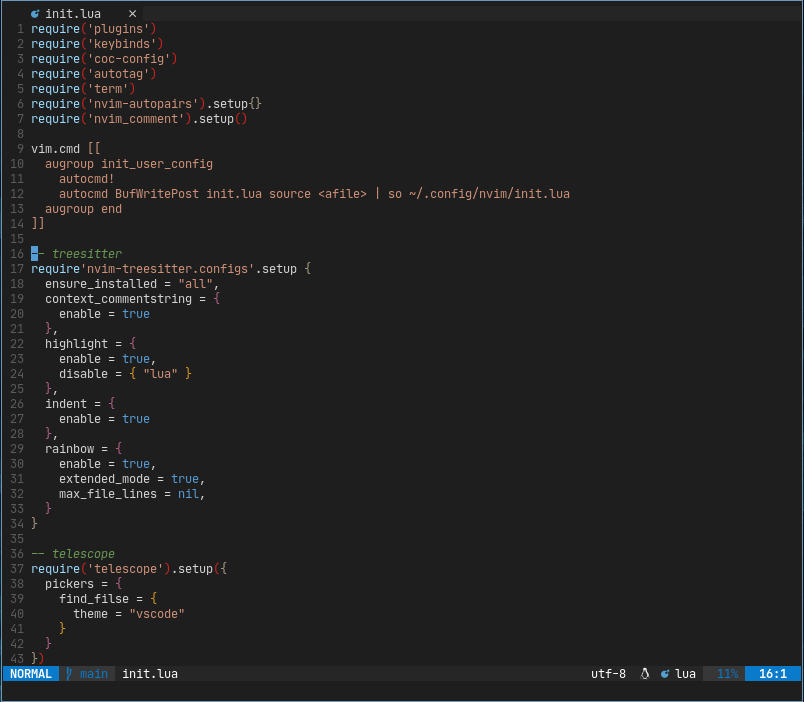 init.lua ×
1 require('plugins')
2 require('keybinds')
3 require('coc-config')
4 require('autotag')
5 require('term')
6 require('nvim-autopairs').setup{}
7 require('nvim_comment').setup()
8
9 vim.cmd [[
10   augroup init_user_config
11     autocmd!
12     autocmd BufWritePost init.lua source <afile> | so ~/.config/nvim/init.lua
13   augroup end
14 ]]
15
16 -- treesitter
17 require'nvim-treesitter.configs'.setup {
18   ensure_installed = "all",
19   context_commentstring = {
20     enable = true
21   },
22   highlight = {
23     enable = true,
24     disable = { "lua" }
25   },
26   indent = {
27     enable = true
28   },
29   rainbow = {
30     enable = true,
31     extended_mode = true,
32     max_file_lines = nil,
33   }
34 }
35
36 -- telescope
37 require('telescope').setup({
38   pickers = {
39     find_filse = {
40       theme = "vscode"
41     }
42   }
43 })
NORMAL main init.lua utf-8 lua 11% 16:1